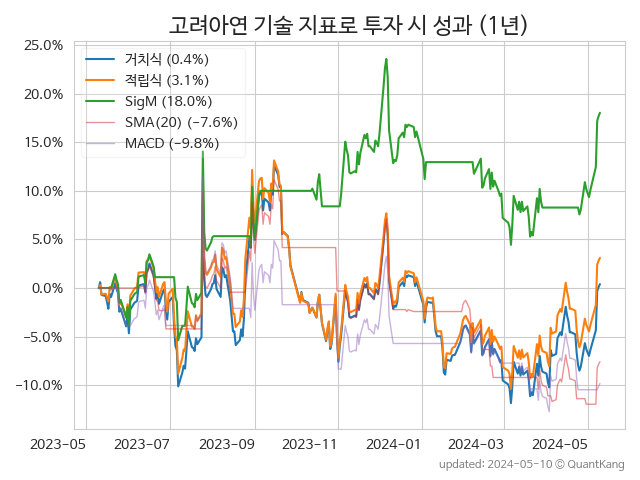 고려아연 기술 지표로 투자 시 성과 (1년)
25.0%
20.0%
15.0%
10.0%
5.0%
0.0%
−5.0%
−10.0%
거치식 (0.4%)
적립식 (3.1%)
SigM (18.0%)
SMA(20) (−7.6%)
MACD (−9.8%)
2023-05 2023-07 2023-09 2023-11 2024-01 2024-03 2024-05
updated: 2024-05-10 © QuantKang